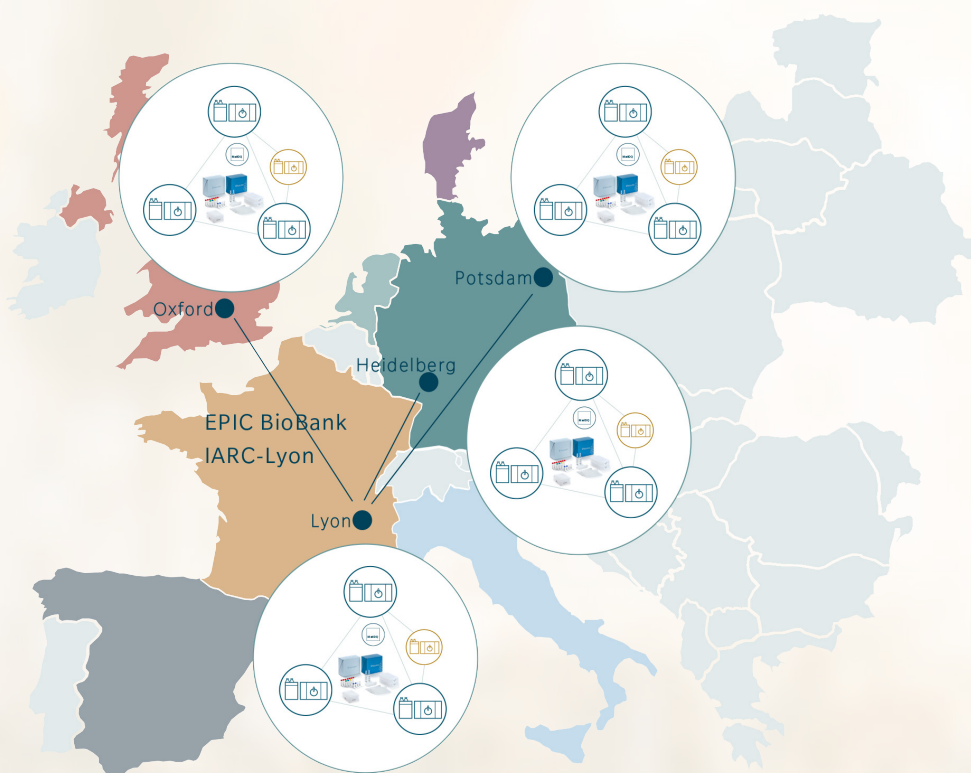 Potsdam
Oxford
Heidelberg
EPIC BioBank
IARC-Lyon
Lyon